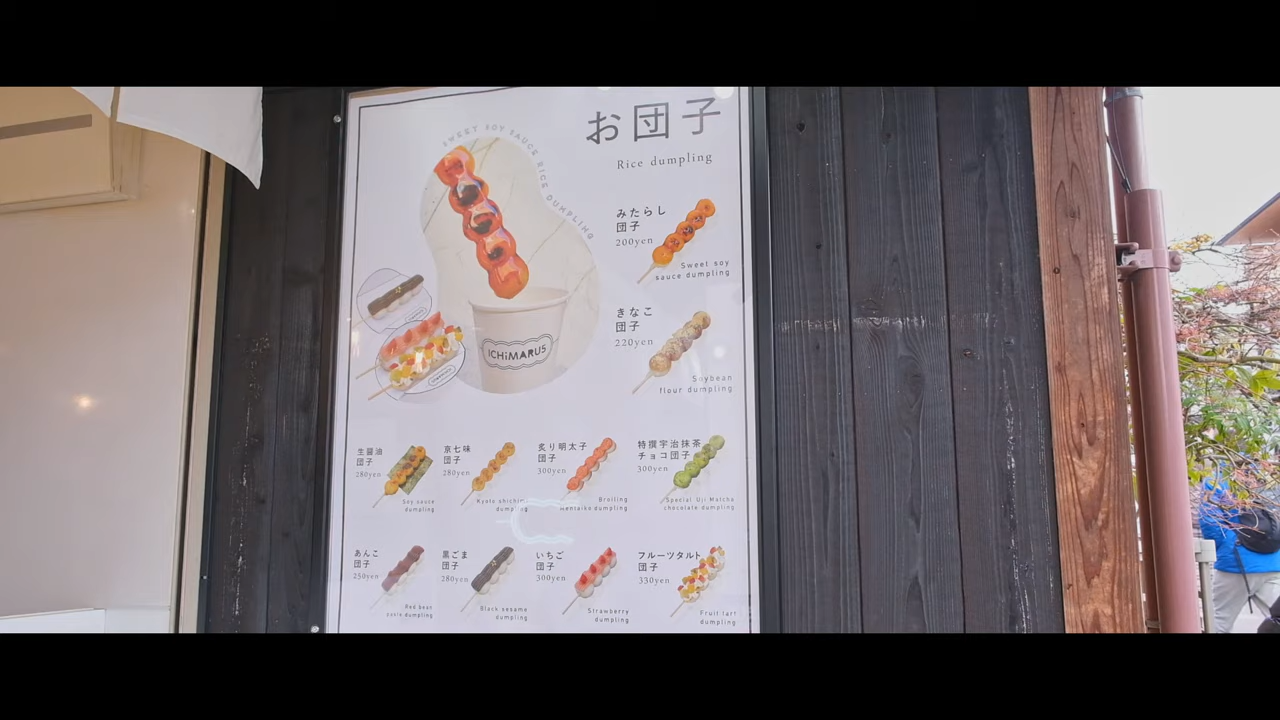 お団子
Rice dumpling
SWEET SOY SAUCE RICE DUMPLING
ICHiMARUS
みたらし
団子
200yen
Sweet soy
sauce dumpling
きなこ
団子
220yen
Soybean
flour dumpling
生醤油
団子
280yen
Soy sauce
dumpling
京七味
団子
280yen
Kyoto shichimi
dumpling
炙り明太子
団子
300yen
Broiling
Mentaiko dumpling
特撰宇治抹茶
チョコ団子
300yen
Special Uji Matcha
chocolate dumpling
あんこ
団子
250yen
Red bean
paste dumpling
黒ごま
団子
280yen
Black sesame
dumpling
いちご
団子
300yen
Strawberry
dumpling
フルーツタルト
団子
330yen
Fruit tart
dumpling